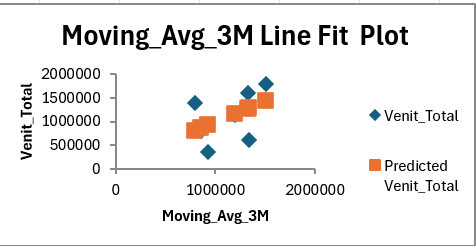 Moving_Avg_3M Line Fit Plot
Venit_Total
2000000
1500000
1000000
500000
0
0
1000000
2000000
Moving_Avg_3M
Venit_Total
Predicted
Venit_Total